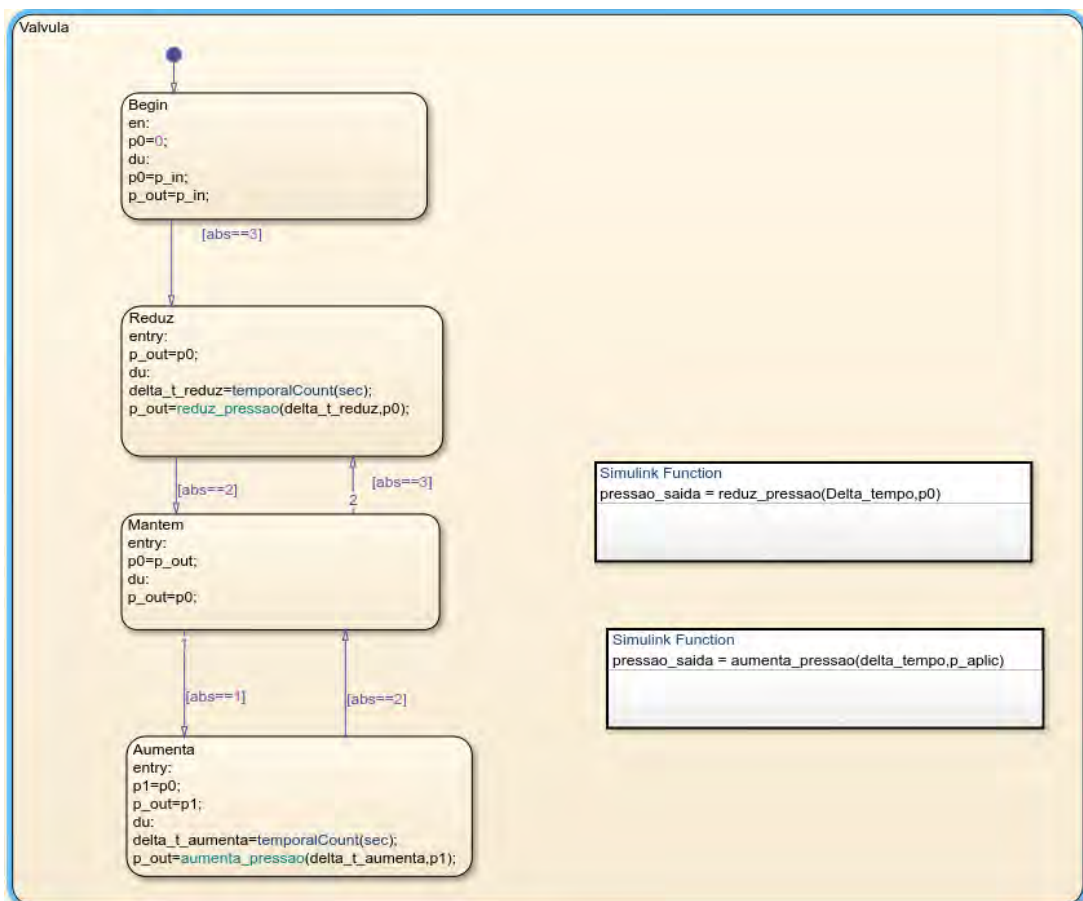 Valvula
Begin
en:
p0=0;
du:
p0=p_in;
p_out=p_in;
[abs==3]
Reduz
entry:
p_out=p0;
du:
delta_t_reduz=temporalCount(sec);
p_out=reduz_pressao(delta_t_reduz,p0);
[abs==2]
[abs==3]
2
Mantem
entry:
p0=p_out;
du:
p_out=p0;
1
[abs==1]
[abs==2]
Aumenta
entry:
p1=p0;
p_out=p1;
du:
delta_t_aumenta=temporalCount(sec);
p_out=aumenta_pressao(delta_t_aumenta,p1);
Simulink Function
pressao_saida = reduz_pressao(Delta_tempo,p0)
Simulink Function
pressao_saida = aumenta_pressao(delta_tempo,p_aplic)